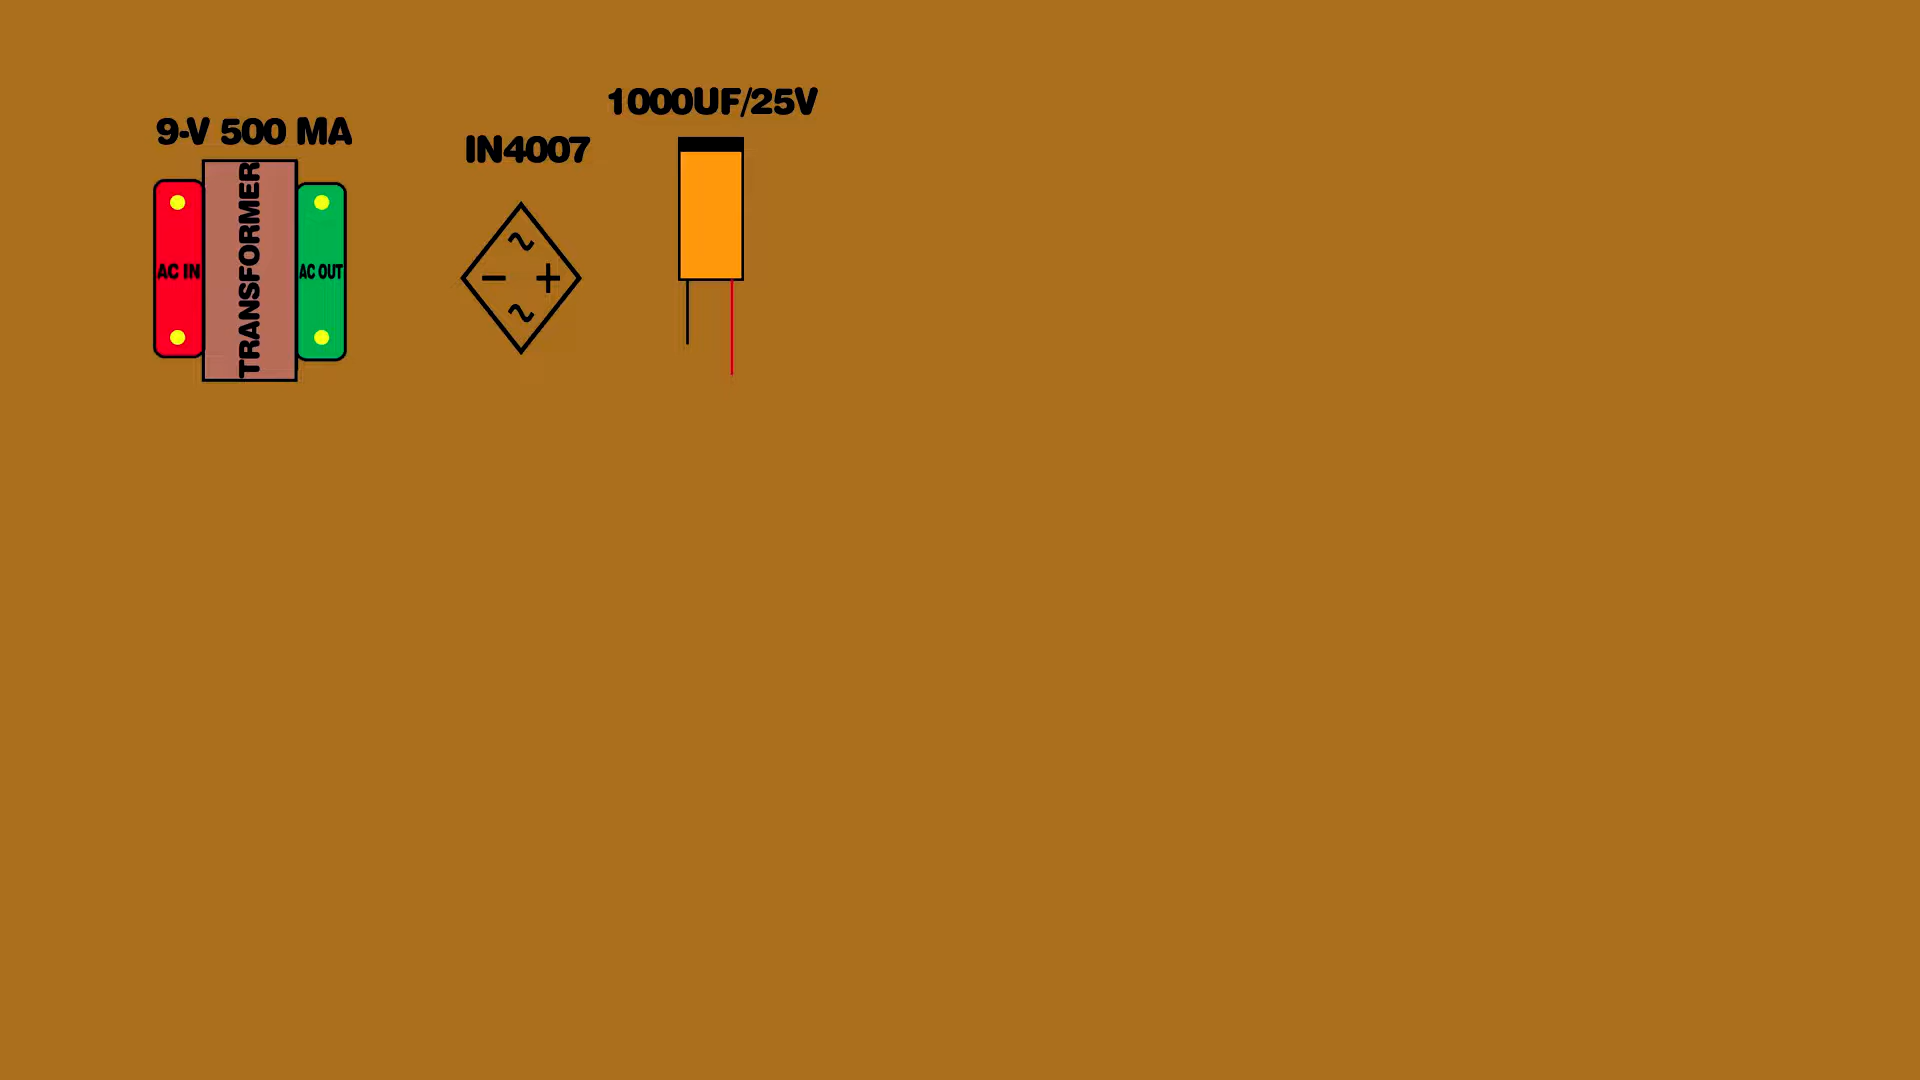 1000UF/25V
9-V 500 MA
IN4007
TRANSFORMER
AC IN
AC OUT
~
− +
~